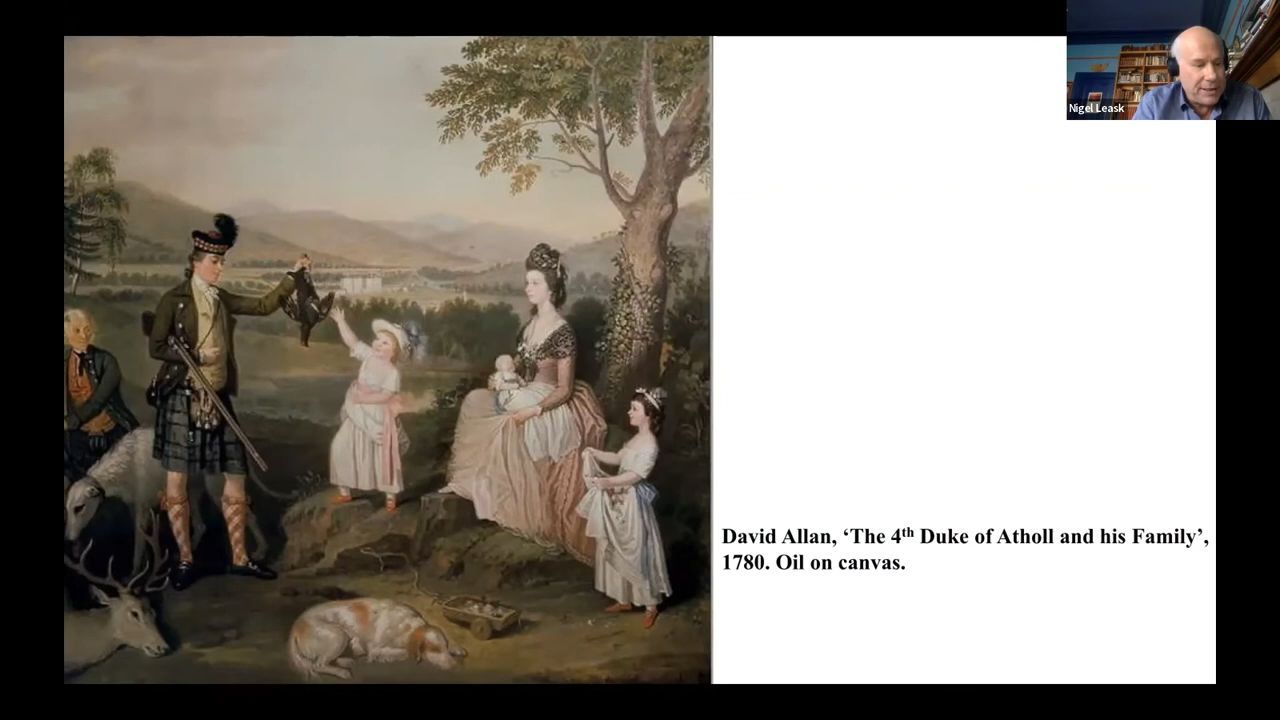 Nigel Leask
David Allan, ‘The 4th Duke of Atholl and his Family’,
1780. Oil on canvas.